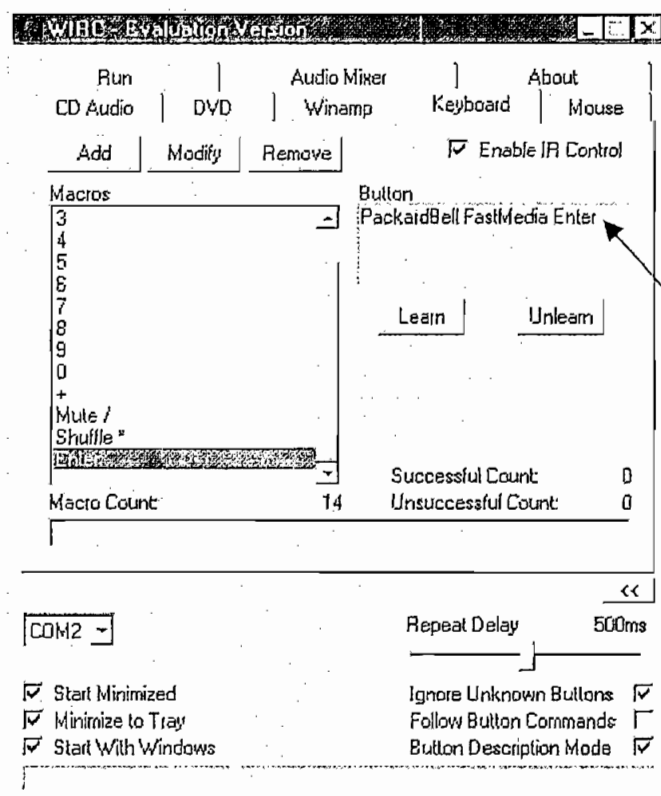 WIRC - Evaluation Version
Run Audio Mixer About
CD Audio DVD Winamp Keyboard Mouse
Add Modify Remove Enable IR Control
Macros Button
3 PackardBell FastMedia Enter
4
5
6
7
8
9
0
+
Mute /
Shuffle *
Enter
Learn Unlearn
Successful Count: 0
Macro Count: 14 Unsuccessful Count: 0
<<
COM2 Repeat Delay 500ms
Start Minimized Ignore Unknown Buttons
Minimize to Tray Follow Button Commands
Start With Windows Button Description Mode